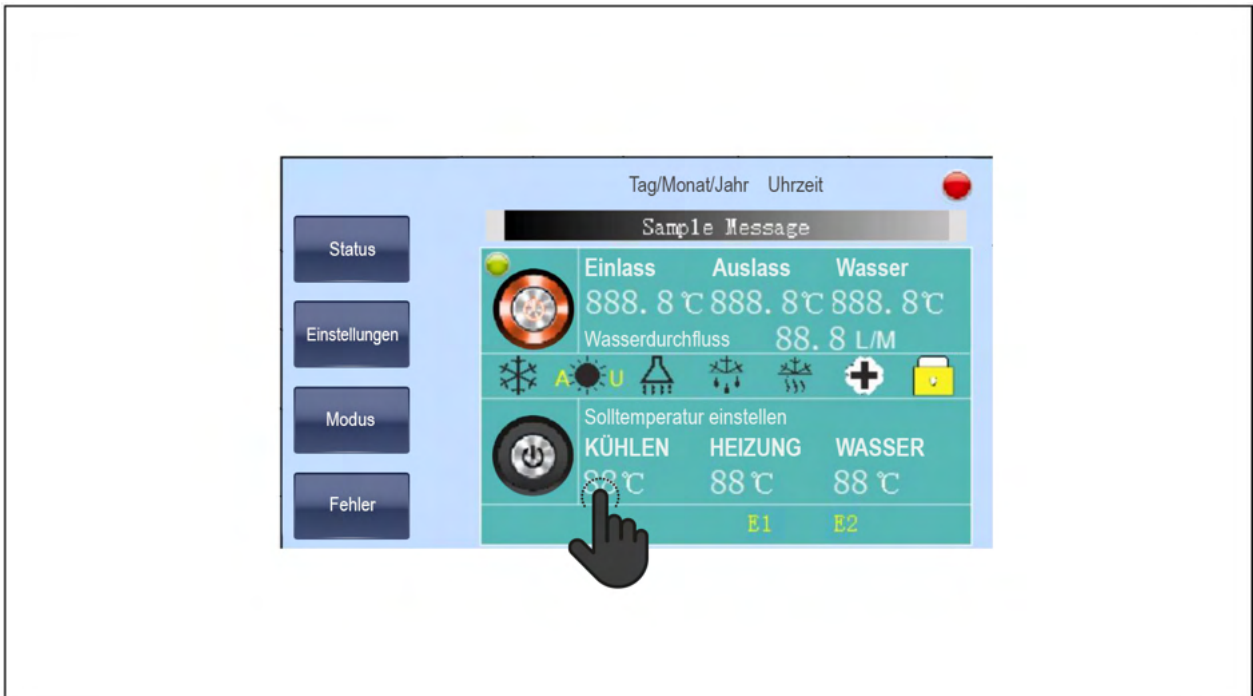 Tag/Monat/Jahr Uhrzeit
Sample Message
Status
Einstellungen
Modus
Fehler
Einlass Auslass Wasser
888.8℃ 888.8℃ 888.8℃
Wasserdurchfluss 88.8 L/M
A U
Solltemperatur einstellen
KÜHLEN HEIZUNG WASSER
88℃ 88℃ 88℃
E1 E2